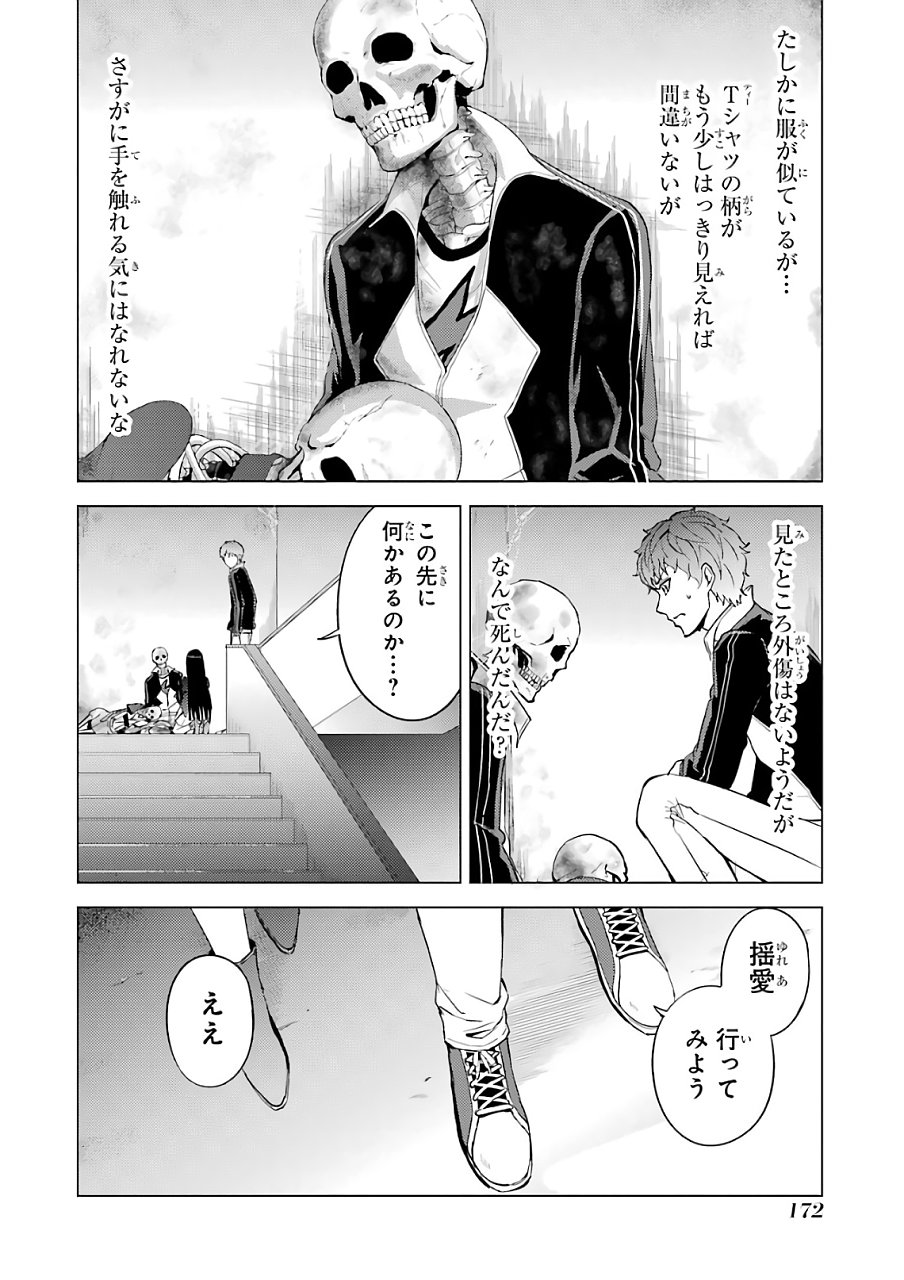 たしかに服が似ているが…
Tシャツの柄が
もう少しはっきり見えれば
間違いないが
さすがに手を触れる気にはなれないな
見たところ外傷はないようだが
なんで死んだんだ?
この先に
何かあるのか…?
揺愛
行って
みよう
ええ
172